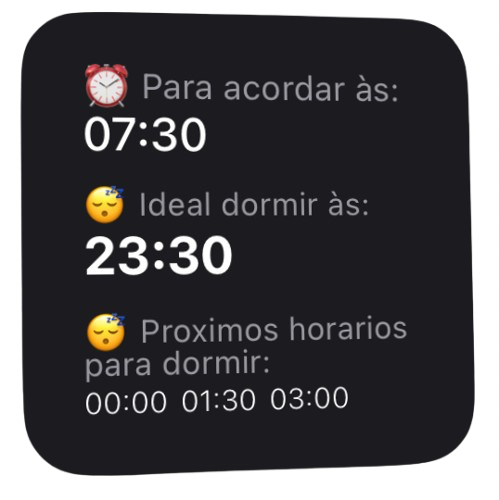 Para acordar às:
07:30
Ideal dormir às:
23:30
Proximos horarios
para dormir:
00:00 01:30 03:00